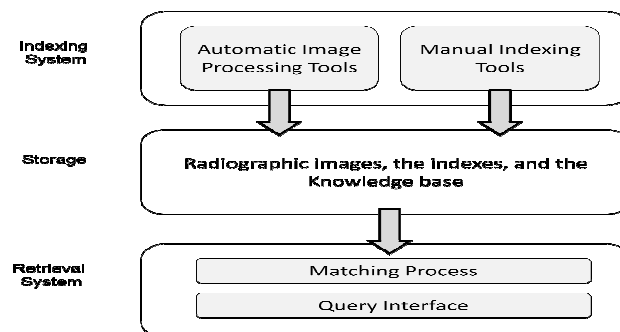 Indexing
System
Automatic Image
Processing Tools
Manual Indexing
Tools
Storage
Radiographic images, the indexes, and the
Knowledge base
Retrieval
System
Matching Process
Query Interface